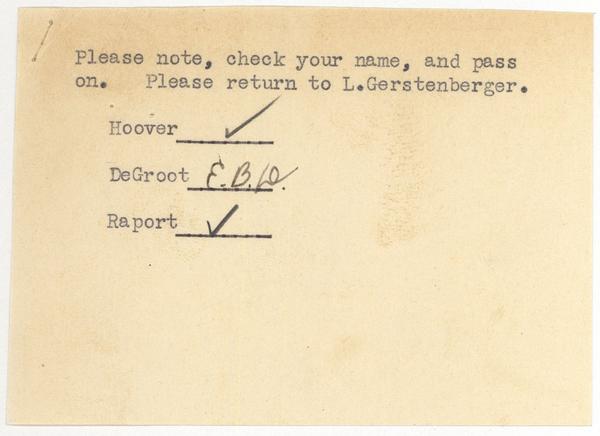 Please note, check your name, and pass
on.   Please return to L.Gerstenberger.
Hoover ✓
DeGroot E.B.D.
Raport ✓